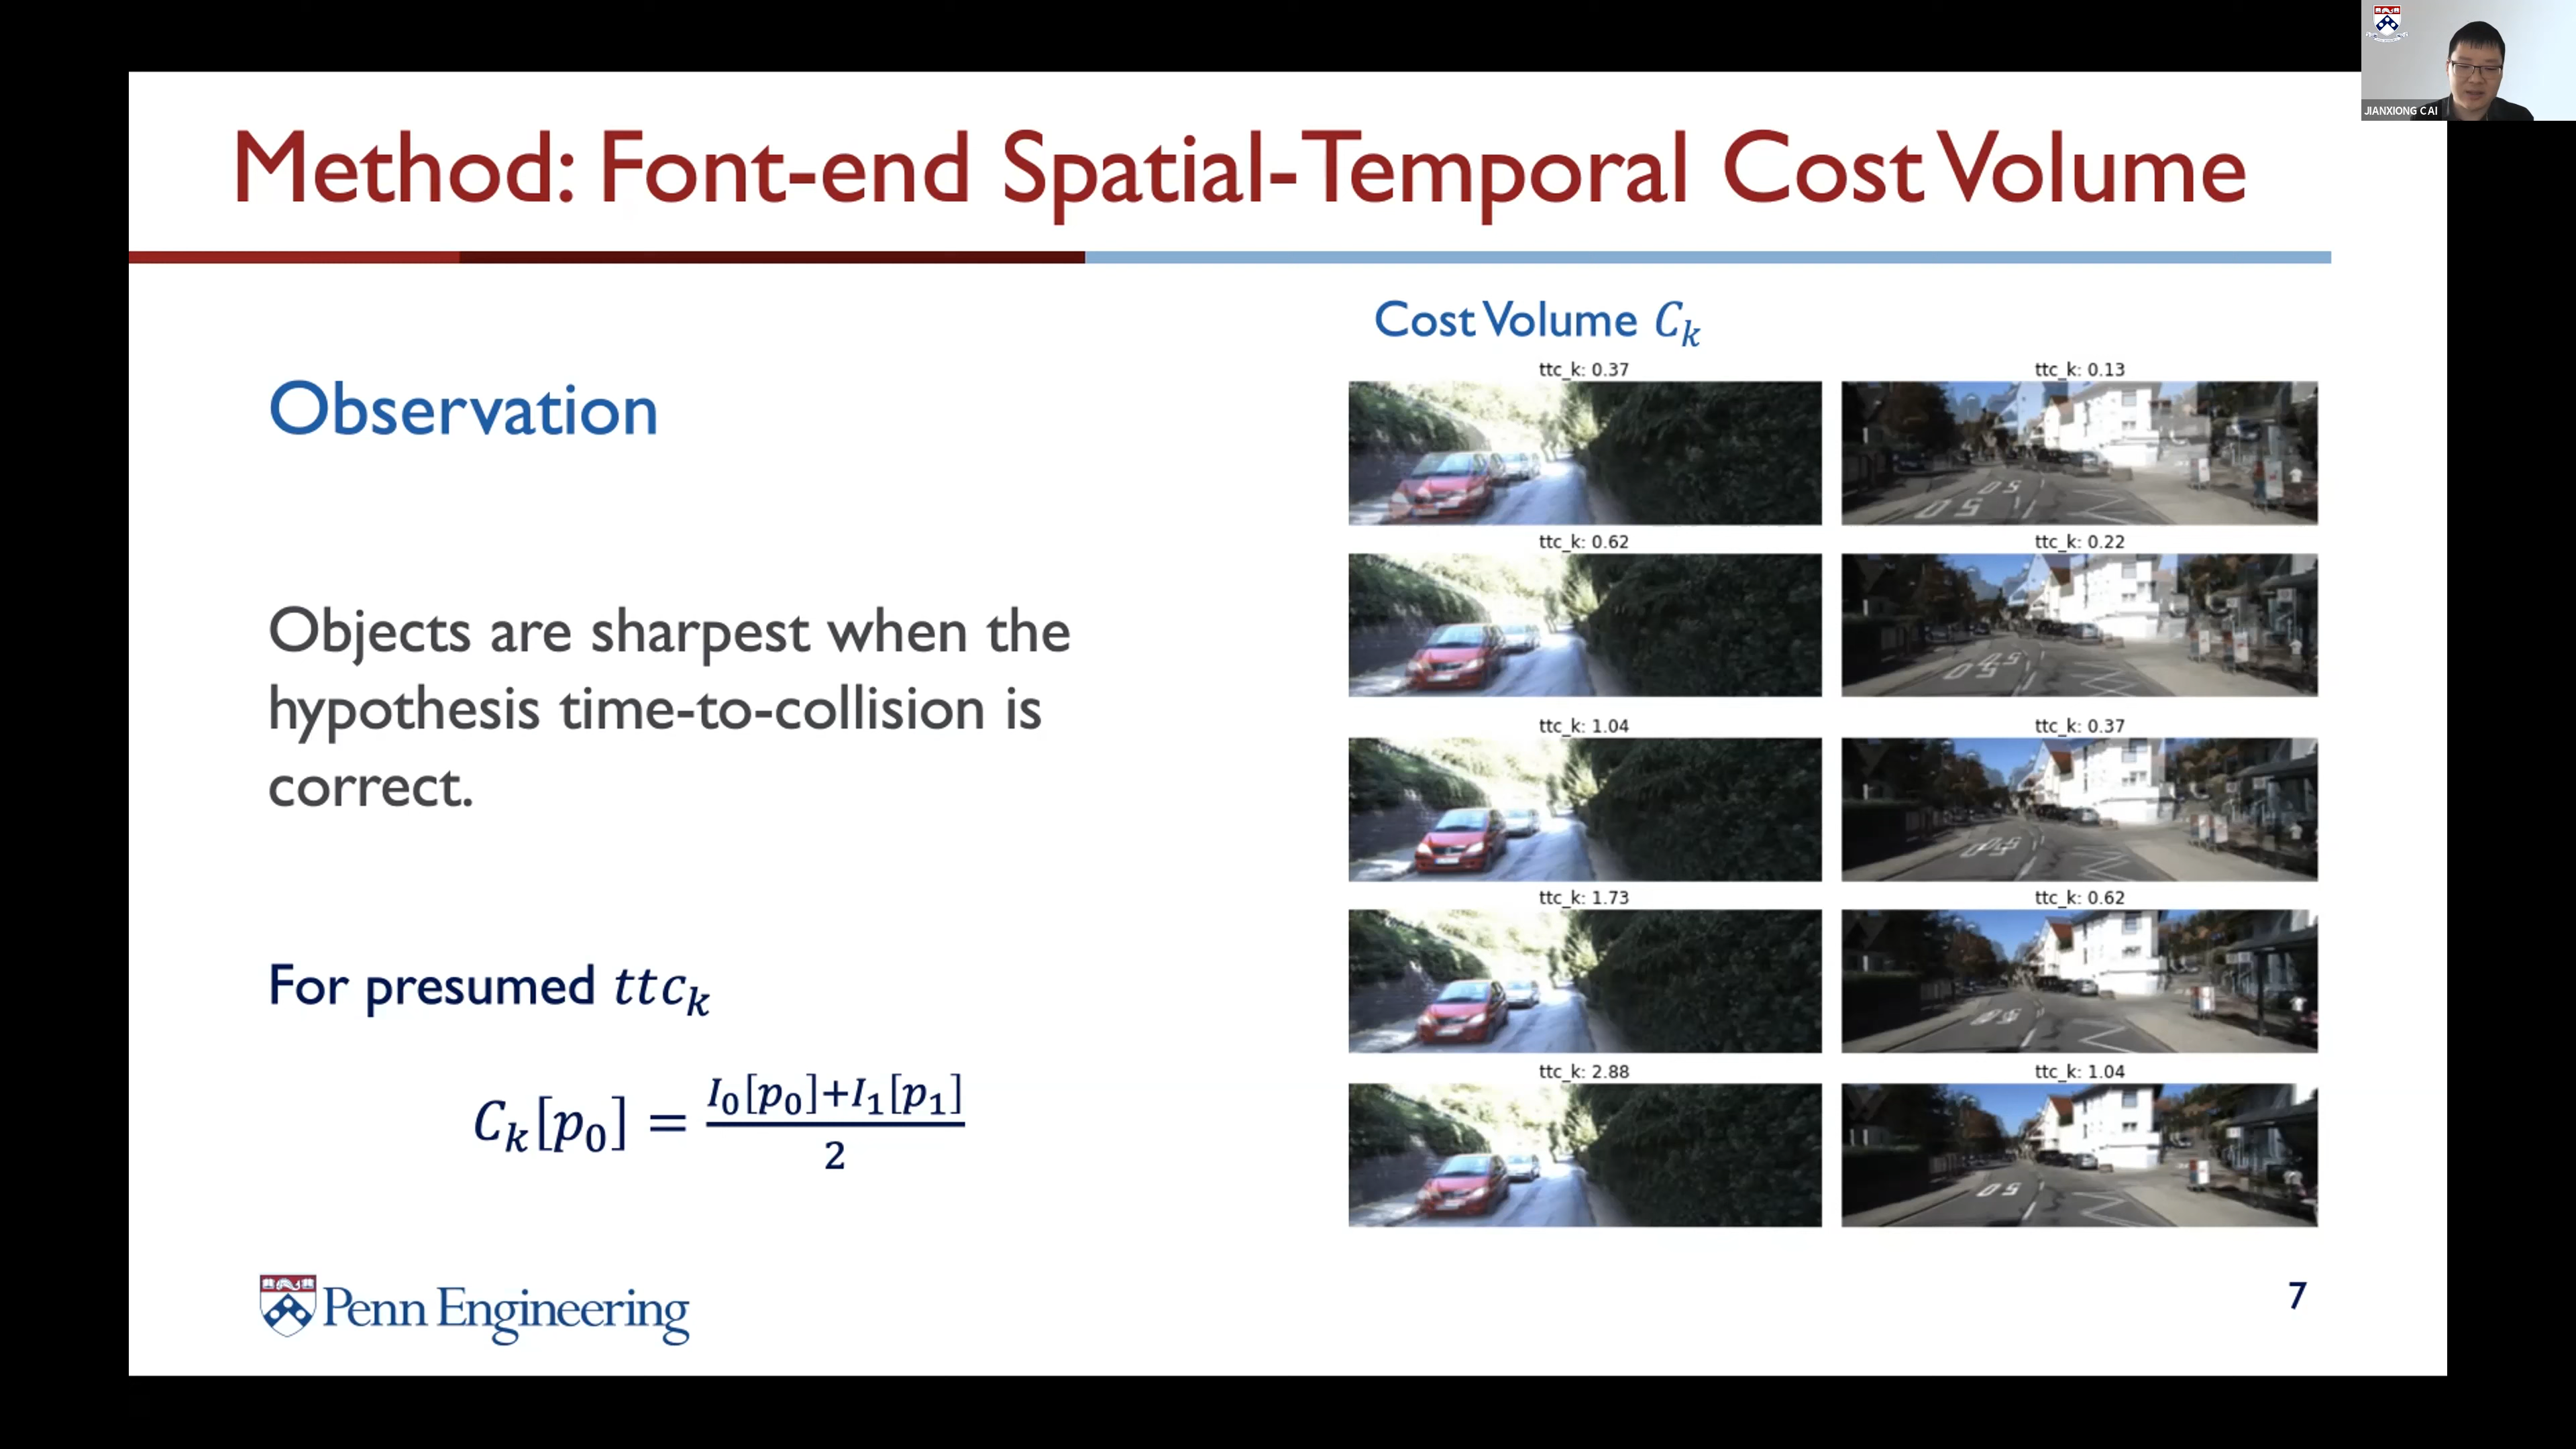 JIANXIONG CAI
Method: Font-end Spatial-Temporal Cost Volume
Observation
Objects are sharpest when the
hypothesis time-to-collision is
correct.
For presumed ttc_k
C_k[p_0] = \frac{I_0[p_0]+I_1[p_1]}{2}
Cost Volume C_k
ttc_k: 0.37
ttc_k: 0.13
ttc_k: 0.62
ttc_k: 0.22
ttc_k: 1.04
ttc_k: 0.37
ttc_k: 1.73
ttc_k: 0.62
ttc_k: 2.88
ttc_k: 1.04
Penn Engineering
7